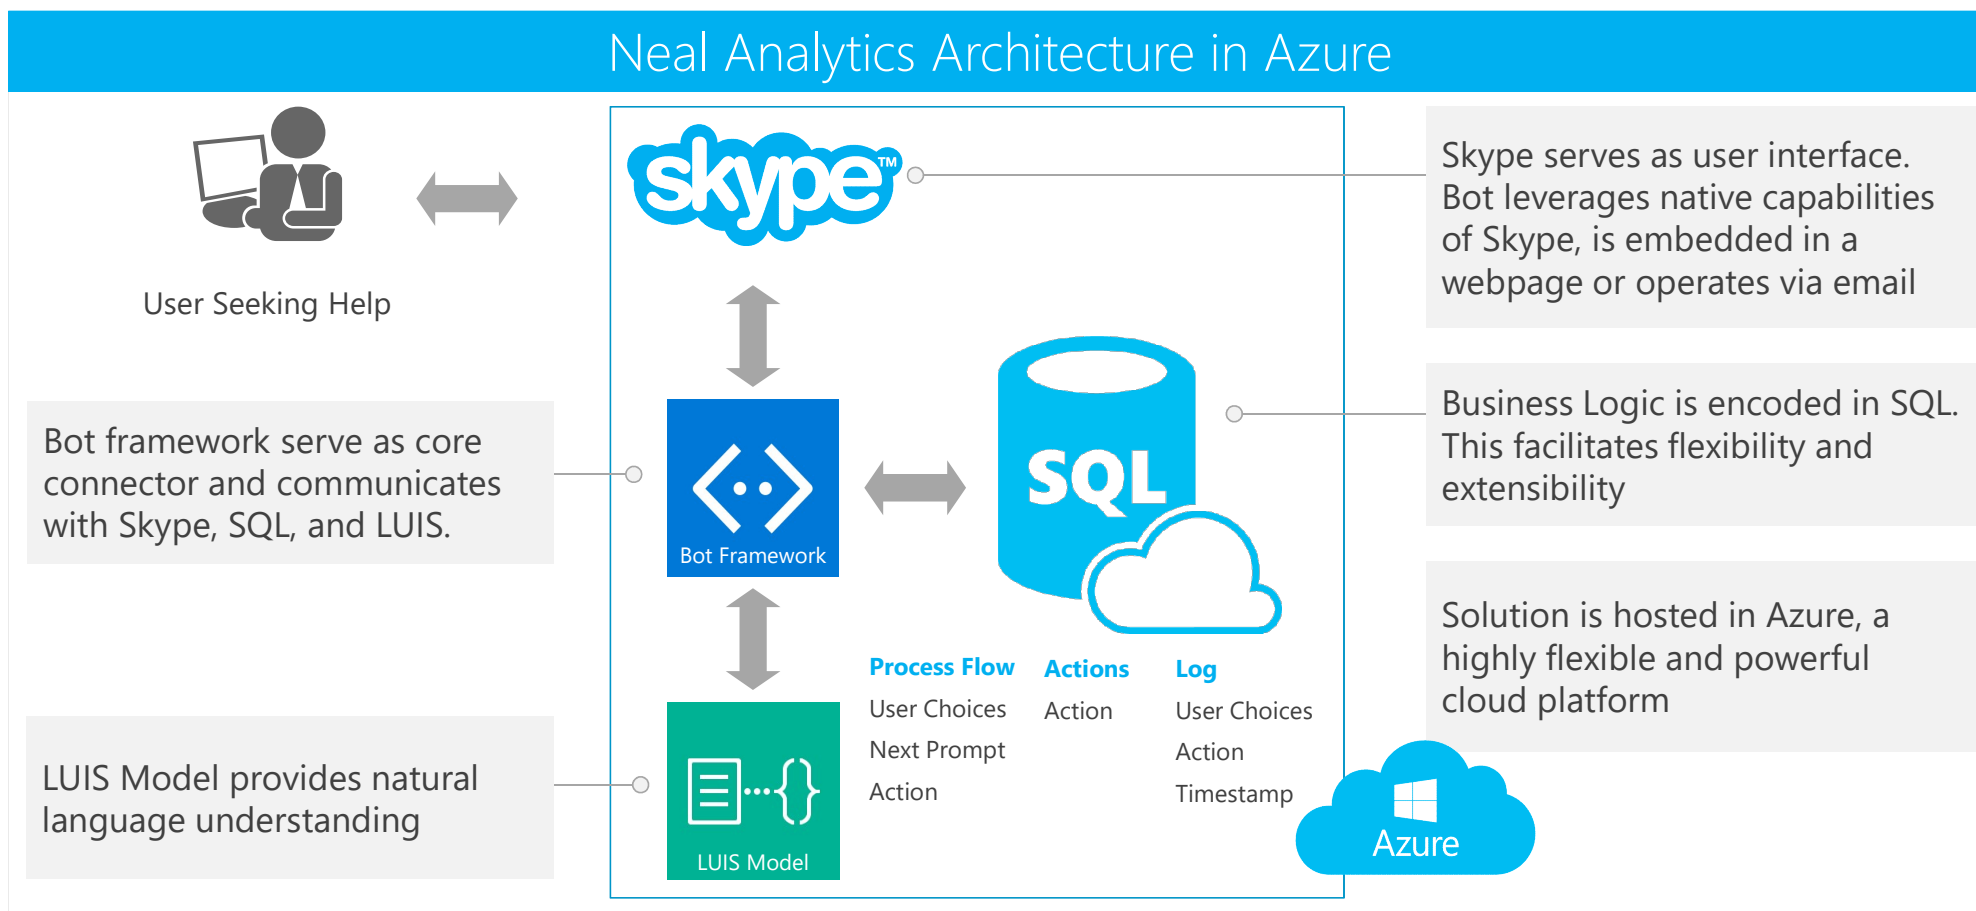 Neal Analytics Architecture in Azure
User Seeking Help
skype™
Skype serves as user interface.
Bot leverages native capabilities
of Skype, is embedded in a
webpage or operates via email
Bot framework serve as core
connector and communicates
with Skype, SQL, and LUIS.
Bot Framework
SQL
Business Logic is encoded in SQL.
This facilitates flexibility and
extensibility
Solution is hosted in Azure, a
highly flexible and powerful
cloud platform
LUIS Model provides natural
language understanding
LUIS Model
Process Flow
User Choices
Next Prompt
Action
Actions
Action
Log
User Choices
Action
Timestamp
Azure